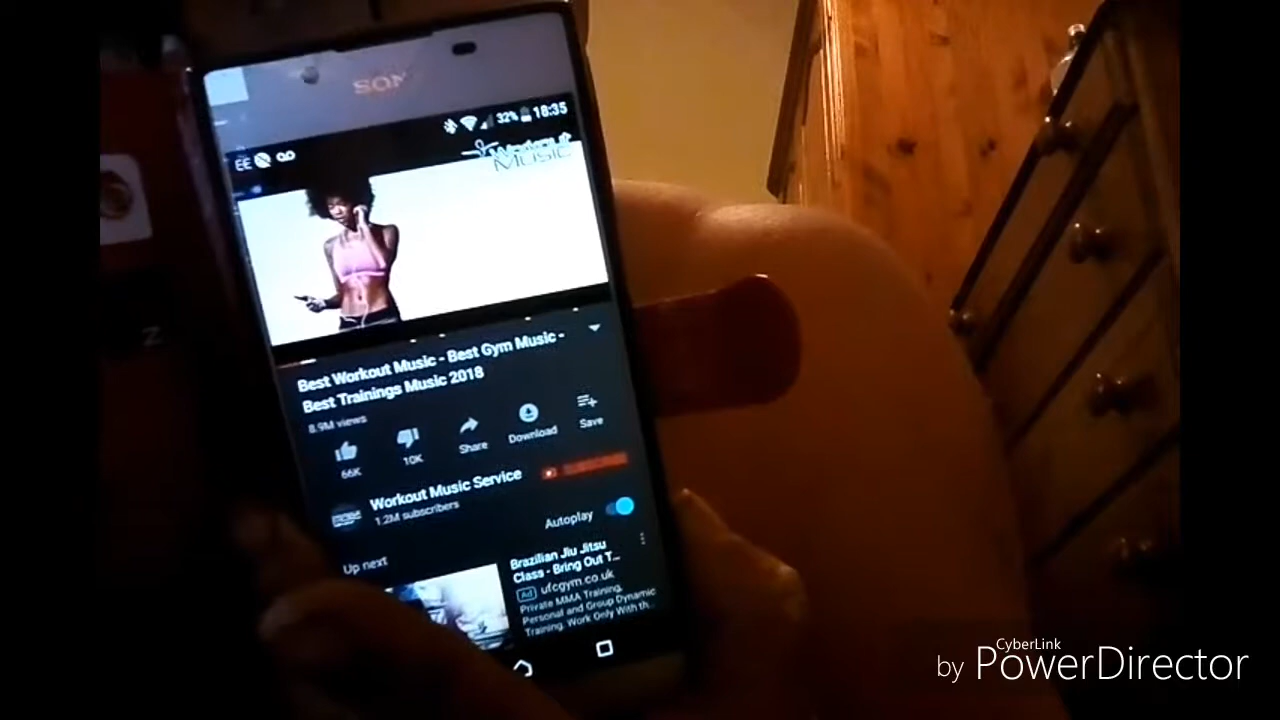 SONY
EE 32% 18:35
Workout
MUSIC
Best Workout Music - Best Gym Music -
Best Trainings Music 2018
8.9M views
66K 10K Share Download Save
Workout Music Service
1.2M subscribers
Autoplay
Up next
Brazilian Jiu Jitsu
Class - Bring Out T...
Ad ufcgym.co.uk
Private MMA Training,
Personal and Group Dynamic
Training. Work Only With th...
Z
CyberLink
by PowerDirector